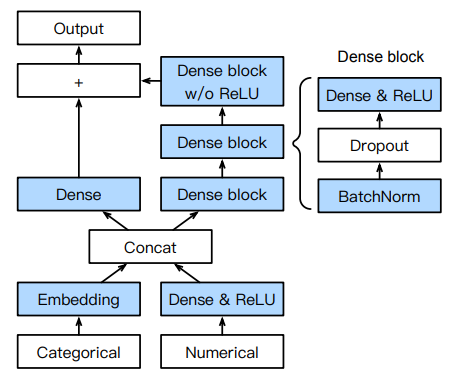 Output
+
Dense block
w/o ReLU
Dense block
Dense
Dense block
Concat
Embedding
Dense & ReLU
Categorical
Numerical
Dense block
Dense & ReLU
Dropout
BatchNorm